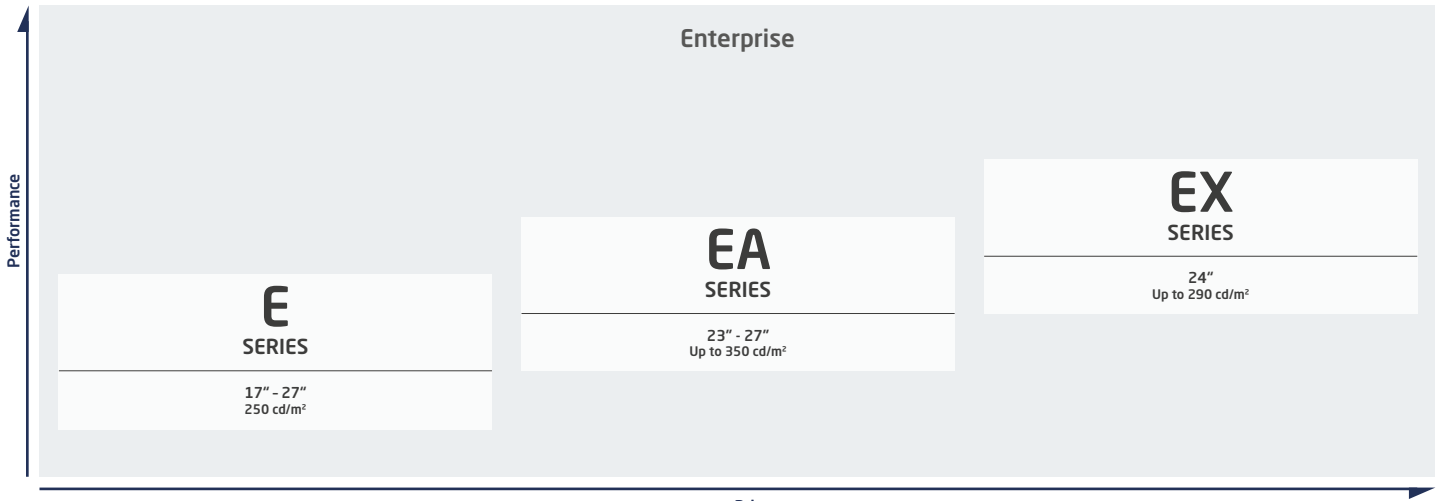 Enterprise
Performance
EX
SERIES
24"
Up to 290 cd/m²
EA
SERIES
23" - 27"
Up to 350 cd/m²
E
SERIES
17" – 27"
250 cd/m²